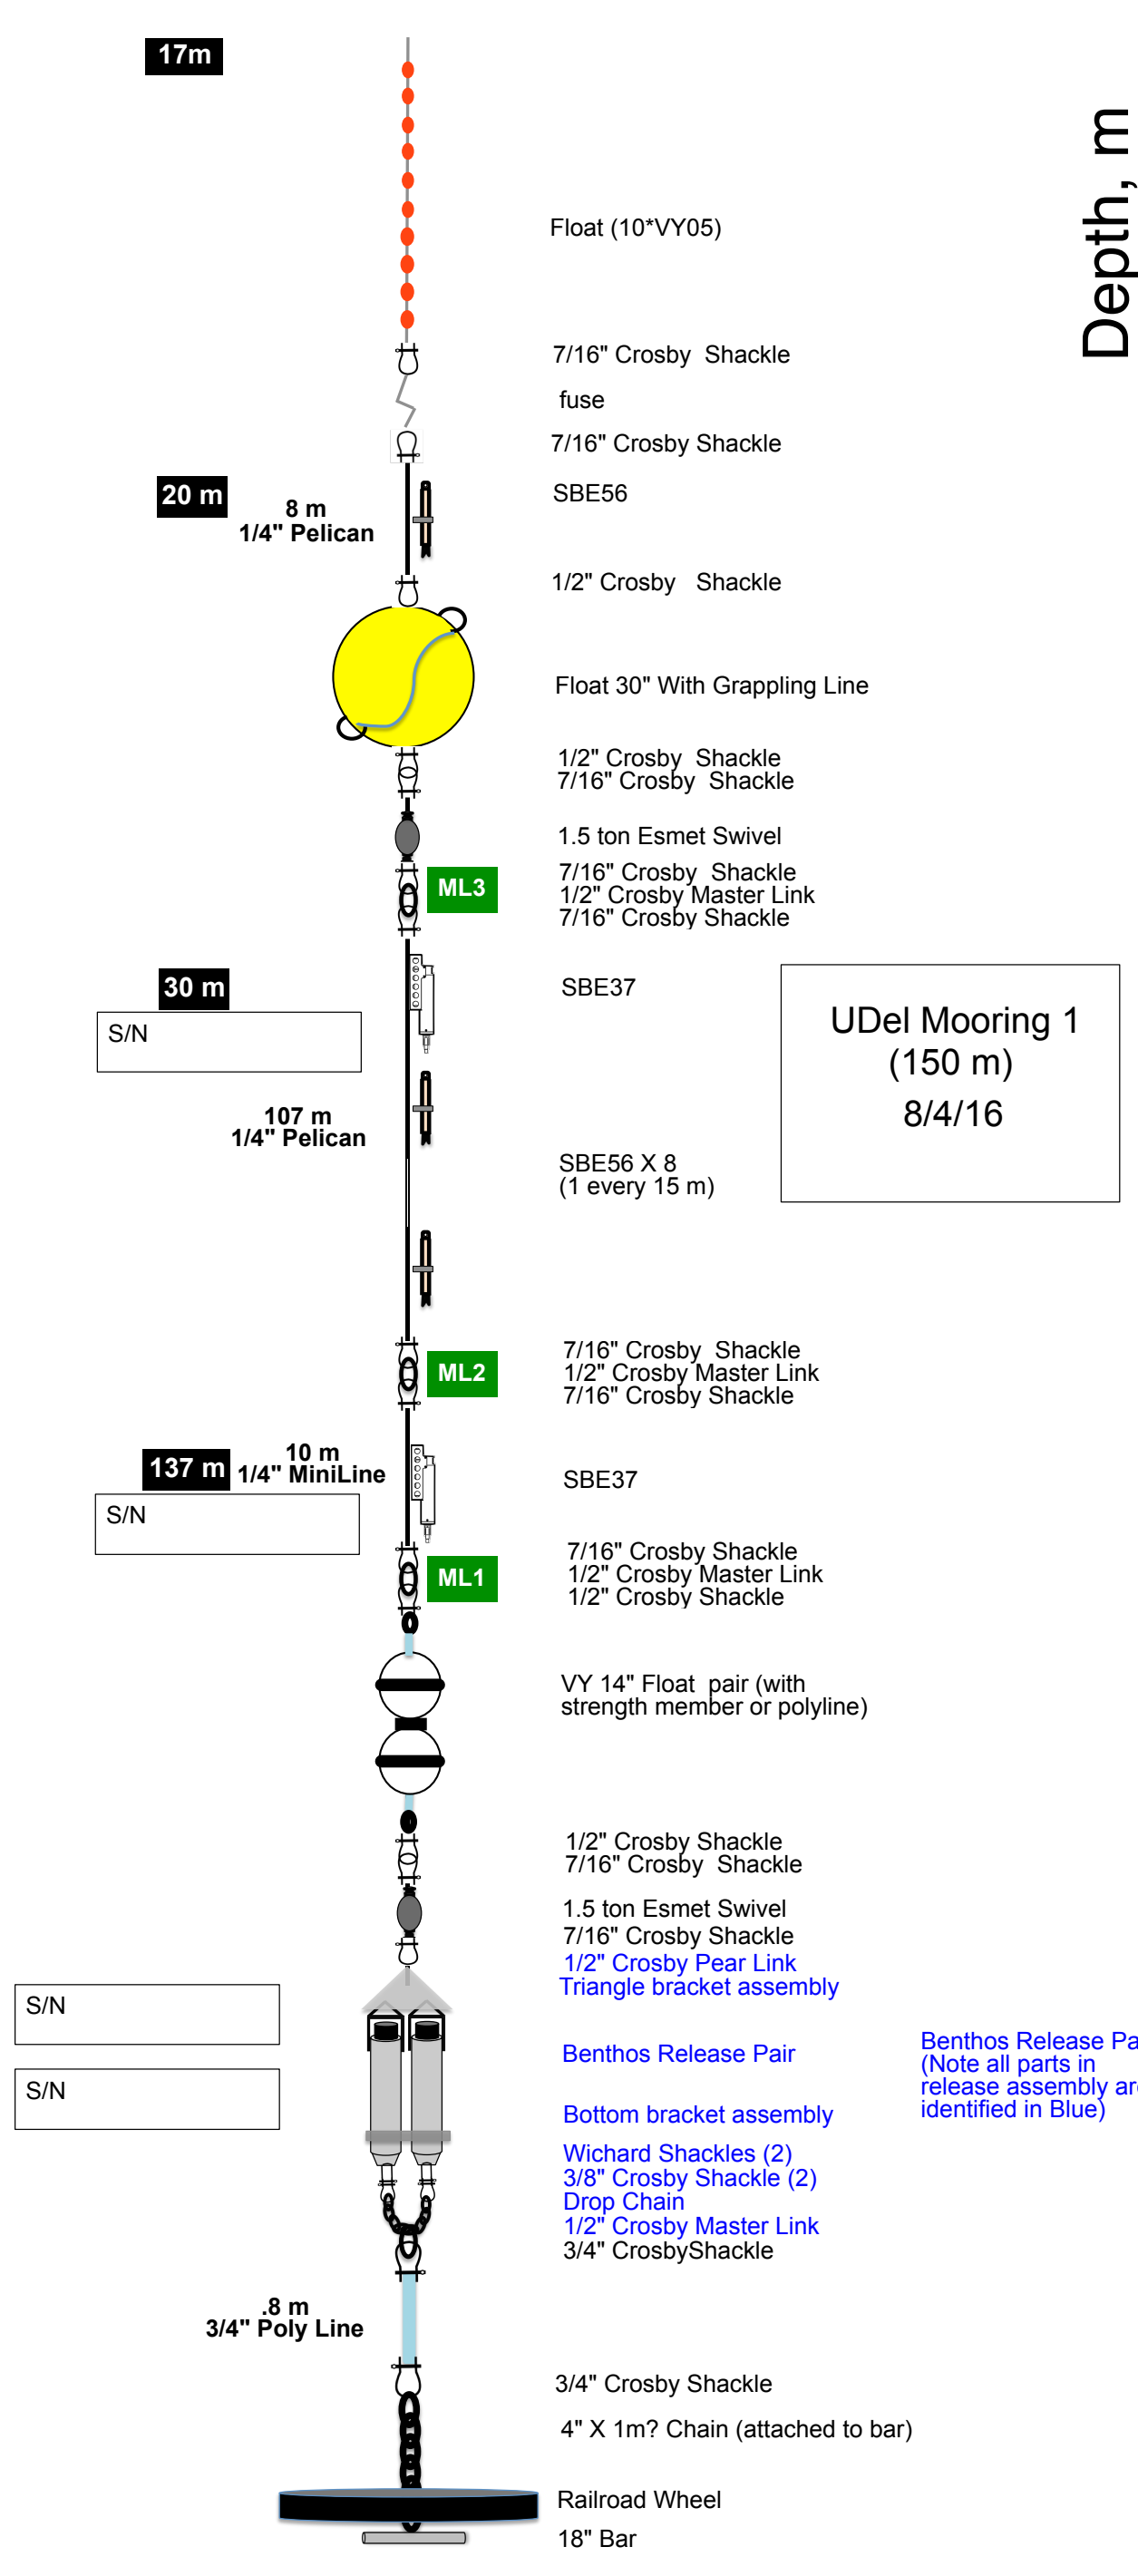 17m
Depth, m
Float (10*VY05)
7/16" Crosby Shackle
fuse
7/16" Crosby Shackle
20 m
8 m
1/4" Pelican
SBE56
1/2" Crosby Shackle
Float 30" With Grappling Line
1/2" Crosby Shackle
7/16" Crosby Shackle
1.5 ton Esmet Swivel
ML3
7/16" Crosby Shackle
1/2" Crosby Master Link
7/16" Crosby Shackle
30 m
SBE37
S/N
UDel Mooring 1
(150 m)
8/4/16
107 m
1/4" Pelican
SBE56 X 8
(1 every 15 m)
ML2
7/16" Crosby Shackle
1/2" Crosby Master Link
7/16" Crosby Shackle
137 m
10 m
1/4" MiniLine
SBE37
S/N
ML1
7/16" Crosby Shackle
1/2" Crosby Master Link
1/2" Crosby Shackle
VY 14" Float pair (with
strength member or polyline)
1/2" Crosby Shackle
7/16" Crosby Shackle
1.5 ton Esmet Swivel
7/16" Crosby Shackle
1/2" Crosby Pear Link
Triangle bracket assembly
S/N
S/N
Benthos Release Pair
Benthos Release Pa
(Note all parts in
release assembly ar
identified in Blue)
Bottom bracket assembly
Wichard Shackles (2)
3/8" Crosby Shackle (2)
Drop Chain
1/2" Crosby Master Link
3/4" CrosbyShackle
.8 m
3/4" Poly Line
3/4" Crosby Shackle
4" X 1m? Chain (attached to bar)
Railroad Wheel
18" Bar